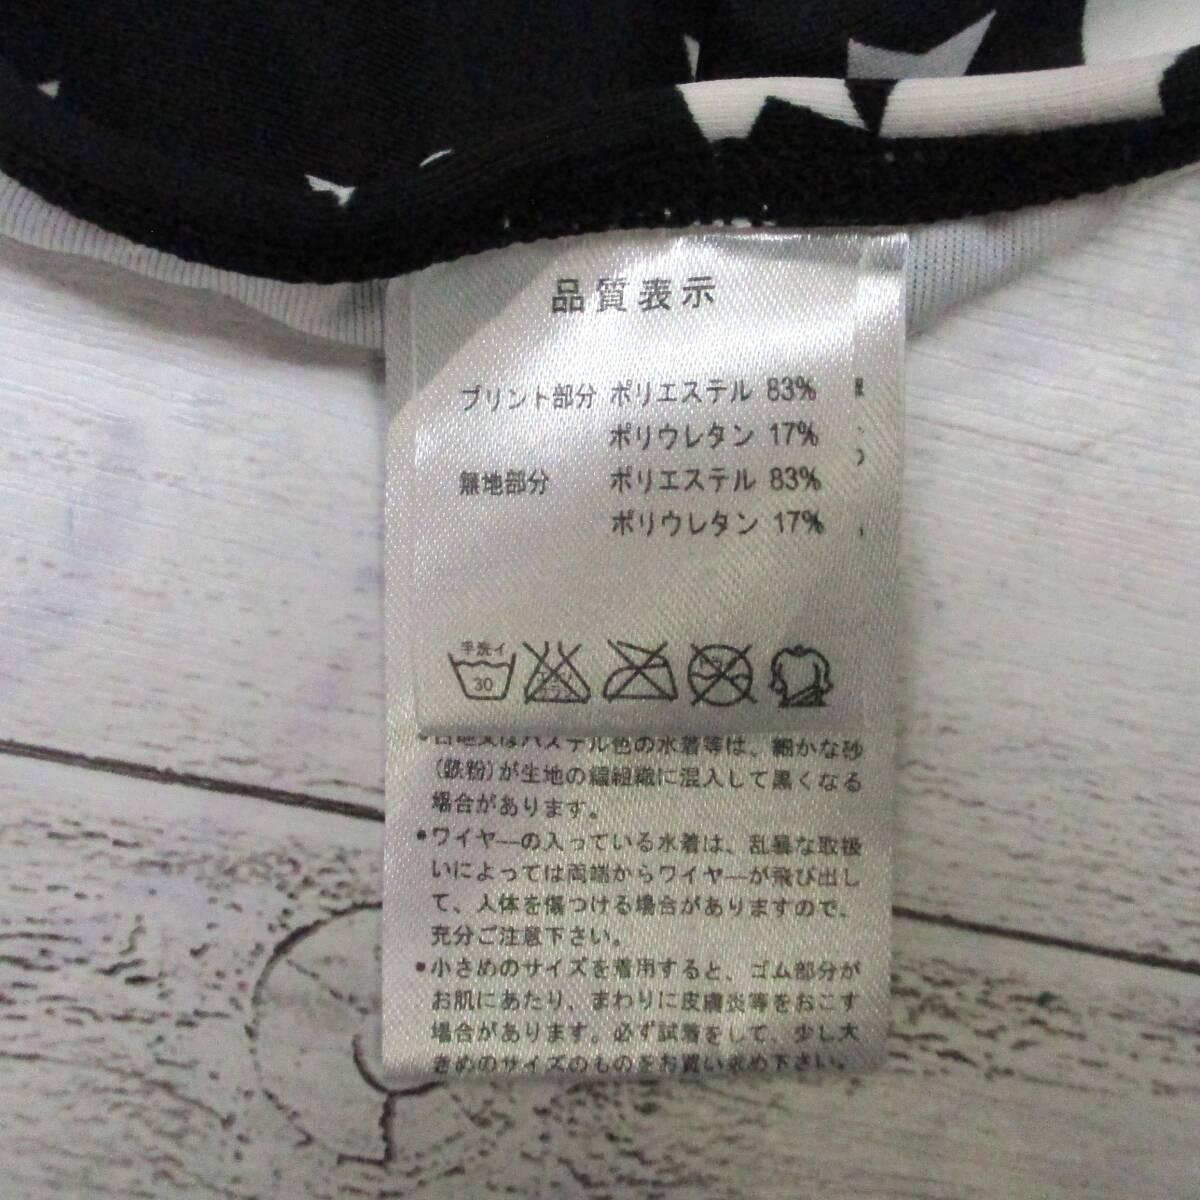 品質表示
プリント部分 ポリエステル 83%
ポリウレタン 17%
無地部分 ポリエステル 83%
ポリウレタン 17%
手洗イ
30
の水着等は、細かな砂
(鉄粉)が生地の繊組織に混入して黒くなる
場合があります。
●ワイヤーの入っている水着は、乱暴な取扱
いによっては両端からワイヤーが飛び出し
て、人体を傷つける場合がありますので、
充分ご注意下さい。
●小さめのサイズを着用すると、ゴム部分が
お肌にあたり、まわりに皮膚炎等をおこす
場合があります。必ず試着をして、少し大
きめのサイズのものをお買い求め下さい。